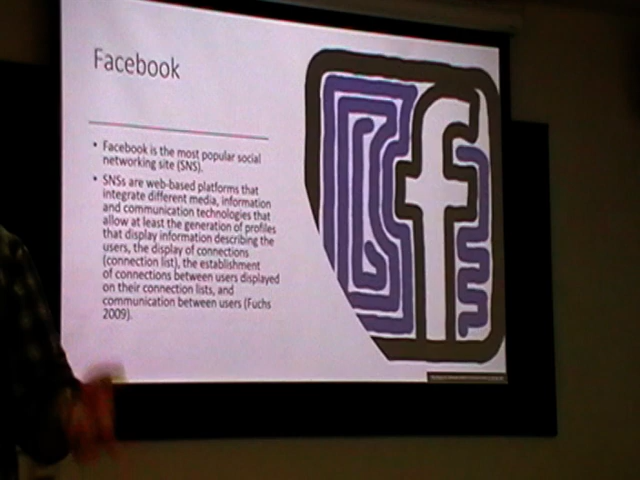 Facebook
• Facebook is the most popular social
networking site (SNS).
• SNSs are web-based platforms that
integrate different media, information
and communication technologies that
allow at least the generation of profiles
that display information describing the
users, the display of connections
(connection list), the establishment
of connections between users displayed
on their connection lists, and
communication between users (Fuchs
2009).
f